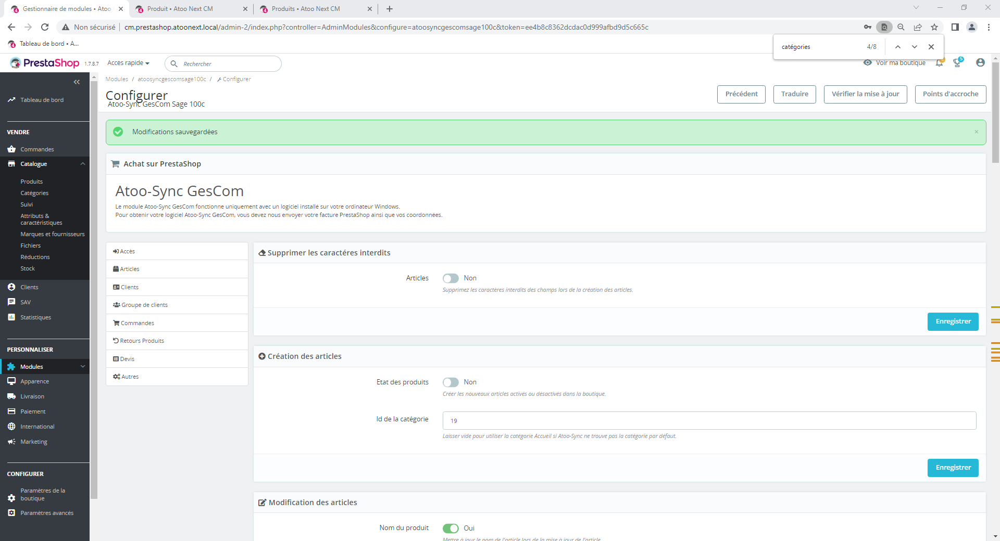 Gestionnaire de modules • Atoo
Produit • Atoo Next CM
Produits • Atoo Next CM
Non sécurisé
cm.prestashop.atoonext.local/admin-2/index.php?controller=AdminModules&configure=atoosyncgescomsage100c&token=ee4b8c8362dcdac0d999afbd9d5c665c
Tableau de bord • A...
catégories
4/8
PrestaShop
1.7.8.7
Accès rapide
Rechercher
Voir ma boutique
5
Modules / atoosyncgescomsage100c / Configurer
Configurer
Atoo-Sync GesCom Sage 100c
Précédent
Traduire
Vérifier la mise à jour
Points d'accroche
Tableau de bord
VENDRE
Commandes
Catalogue
Produits
Catégories
Suivi
Attributs &
caractéristiques
Marques et fournisseurs
Fichiers
Réductions
Stock
Clients
SAV
Statistiques
PERSONNALISER
Modules
Apparence
Livraison
Paiement
International
Marketing
CONFIGURER
Paramètres de la
boutique
Paramètres avancés
Modifications sauvegardées
×
Achat sur PrestaShop
Atoo-Sync GesCom
Le module Atoo-Sync GesCom fonctionne uniquement avec un logiciel installé sur votre ordinateur Windows.
Pour obtenir votre logiciel Atoo-Sync GesCom, vous devez nous envoyer votre facture PrestaShop ainsi que vos coordonnées.
Accès
Articles
Clients
Groupe de clients
Commandes
Retours Produits
Devis
Autres
Supprimer les caractéres interdits
Articles
Non
Supprimez les caractères interdits des champs lors de la création des articles.
Enregistrer
Création des articles
Etat des produits
Non
Créer les nouveaux articles activés ou désactivés dans la boutique.
Id de la catégorie
19
Laisser vide pour utiliser la catégorie Accueil si Atoo-Sync ne trouve pas la catégorie par défaut.
Enregistrer
Modification des articles
Nom du produit
Oui
Mettre à jour le nom de l'article lors de la mise à jour de l'article